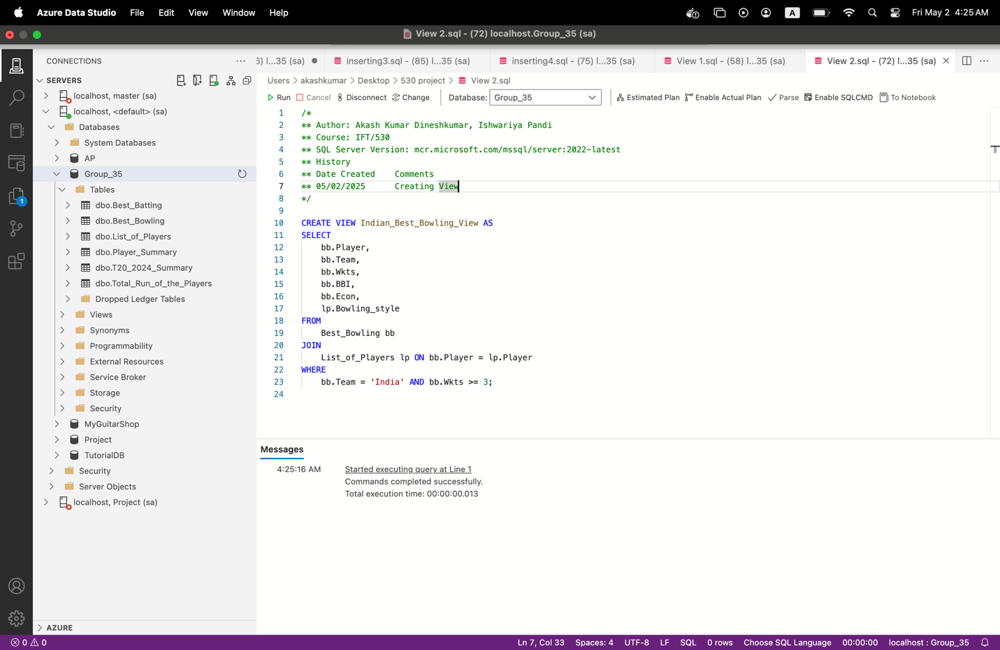 Azure Data Studio File Edit View Window Help A Fri May 2 4:25 AM
View 2.sql - (72) localhost.Group_35 (sa)
CONNECTIONS
5) l...35 (sa) inserting3.sql - (85) l...35 (sa) inserting4.sql - (75) l...35 (sa) View 1.sql - (58) l...35 (sa) View 2.sql - (72) l...35 (sa)
SERVERS
Users > akashkumar > Desktop > 530 project > View 2.sql
Run Cancel Disconnect Change Database: Group_35 Estimated Plan Enable Actual Plan Parse Enable SQLCMD To Notebook
localhost, master (sa)
localhost, <default> (sa)
Databases
System Databases
AP
Group_35
Tables
dbo.Best_Batting
dbo.Best_Bowling
dbo.List_of_Players
dbo.Player_Summary
dbo.T20_2024_Summary
dbo.Total_Run_of_the_Players
Dropped Ledger Tables
Views
Synonyms
Programmability
External Resources
Service Broker
Storage
Security
MyGuitarShop
Project
TutorialDB
Security
Server Objects
localhost, Project (sa)
AZURE
1
1 /*
2 ** Author: Akash Kumar Dineshkumar, Ishwariya Pandi
3 ** Course: IFT/530
4 ** SQL Server Version: mcr.microsoft.com/mssql/server:2022-latest
5 ** History
6 ** Date Created    Comments
7 ** 05/02/2025      Creating View
8 */
9
10 CREATE VIEW Indian_Best_Bowling_View AS
11 SELECT
12     bb.Player,
13     bb.Team,
14     bb.Wkts,
15     bb.BBI,
16     bb.Econ,
17     lp.Bowling_style
18 FROM
19     Best_Bowling bb
20 JOIN
21     List_of_Players lp ON bb.Player = lp.Player
22 WHERE
23     bb.Team = 'India' AND bb.Wkts >= 3;
24
Messages
4:25:16 AM Started executing query at Line 1
Commands completed successfully.
Total execution time: 00:00:00.013
0 0 Ln 7, Col 33 Spaces: 4 UTF-8 LF SQL 0 rows Choose SQL Language 00:00:00 localhost : Group_35